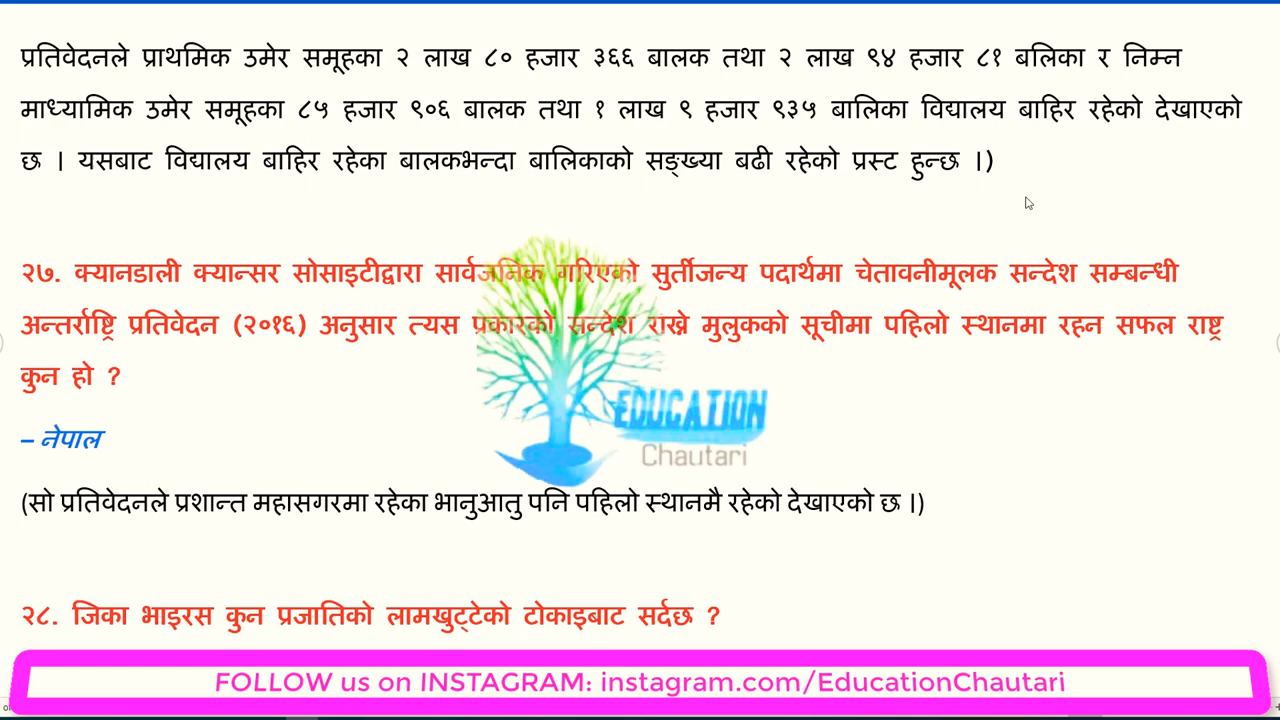 प्रतिवेदनले प्राथमिक उमेर समूहका २ लाख ८० हजार ३६६ बालक तथा २ लाख ९४ हजार ८१ बलिका र निम्न
माध्यामिक उमेर समूहका ८५ हजार ९०६ बालक तथा १ लाख ९ हजार ९३५ बालिका विद्यालय बाहिर रहेको देखाएको
छ । यसबाट विद्यालय बाहिर रहेका बालकभन्दा बालिकाको सङ्ख्या बढी रहेको प्रस्ट हुन्छ ।)
२७. क्यानडाली क्यान्सर सोसाइटीद्वारा सार्वजनिक गरिएको सुर्तीजन्य पदार्थमा चेतावनीमूलक सन्देश सम्बन्धी
अन्तर्राष्ट्रि प्रतिवेदन (२०१६) अनुसार त्यस प्रकारको सन्देश राख्ने मुलुकको सूचीमा पहिलो स्थानमा रहन सफल राष्ट्र
कुन हो ?
– नेपाल
EDUCATION
Chautari
(सो प्रतिवेदनले प्रशान्त महासगरमा रहेका भानुआतु पनि पहिलो स्थानमै रहेको देखाएको छ ।)
२८. जिका भाइरस कुन प्रजातिको लामखुट्टेको टोकाइबाट सर्दछ ?
FOLLOW us on INSTAGRAM: instagram.com/EducationChautari